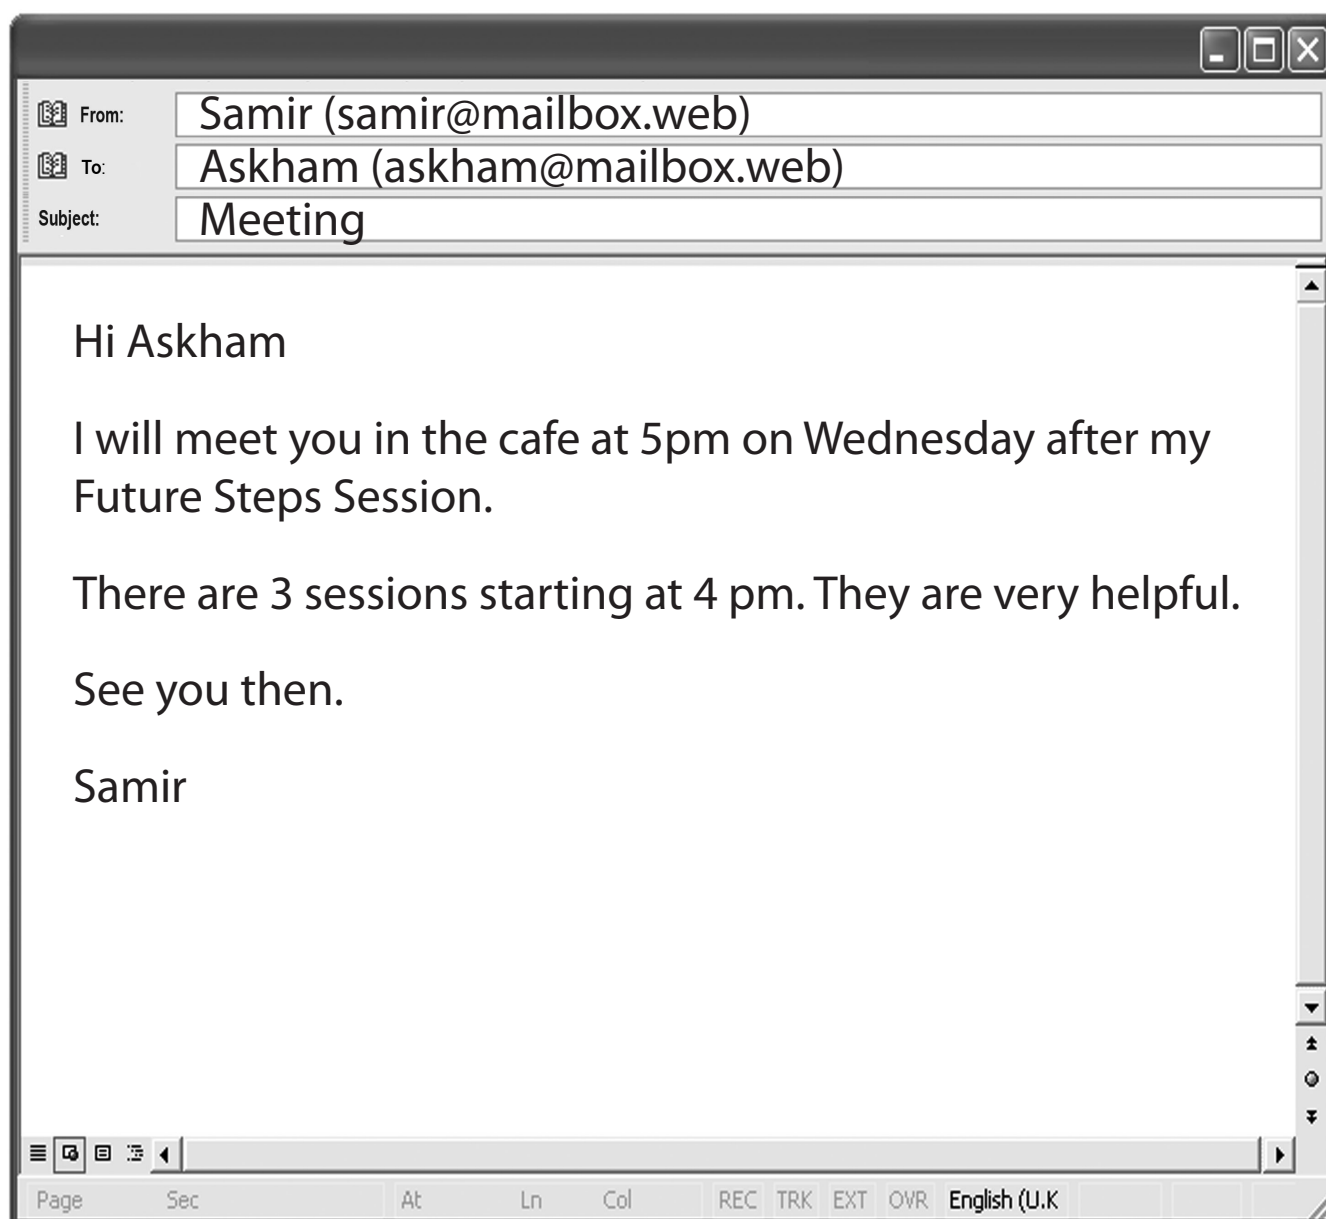 From: Samir (samir@mailbox.web)
To: Askham (askham@mailbox.web)
Subject: Meeting
Hi Askham
I will meet you in the cafe at 5pm on Wednesday after my
Future Steps Session.
There are 3 sessions starting at 4 pm. They are very helpful.
See you then.
Samir
Page Sec At Ln Col REC TRK EXT OVR English (U.K